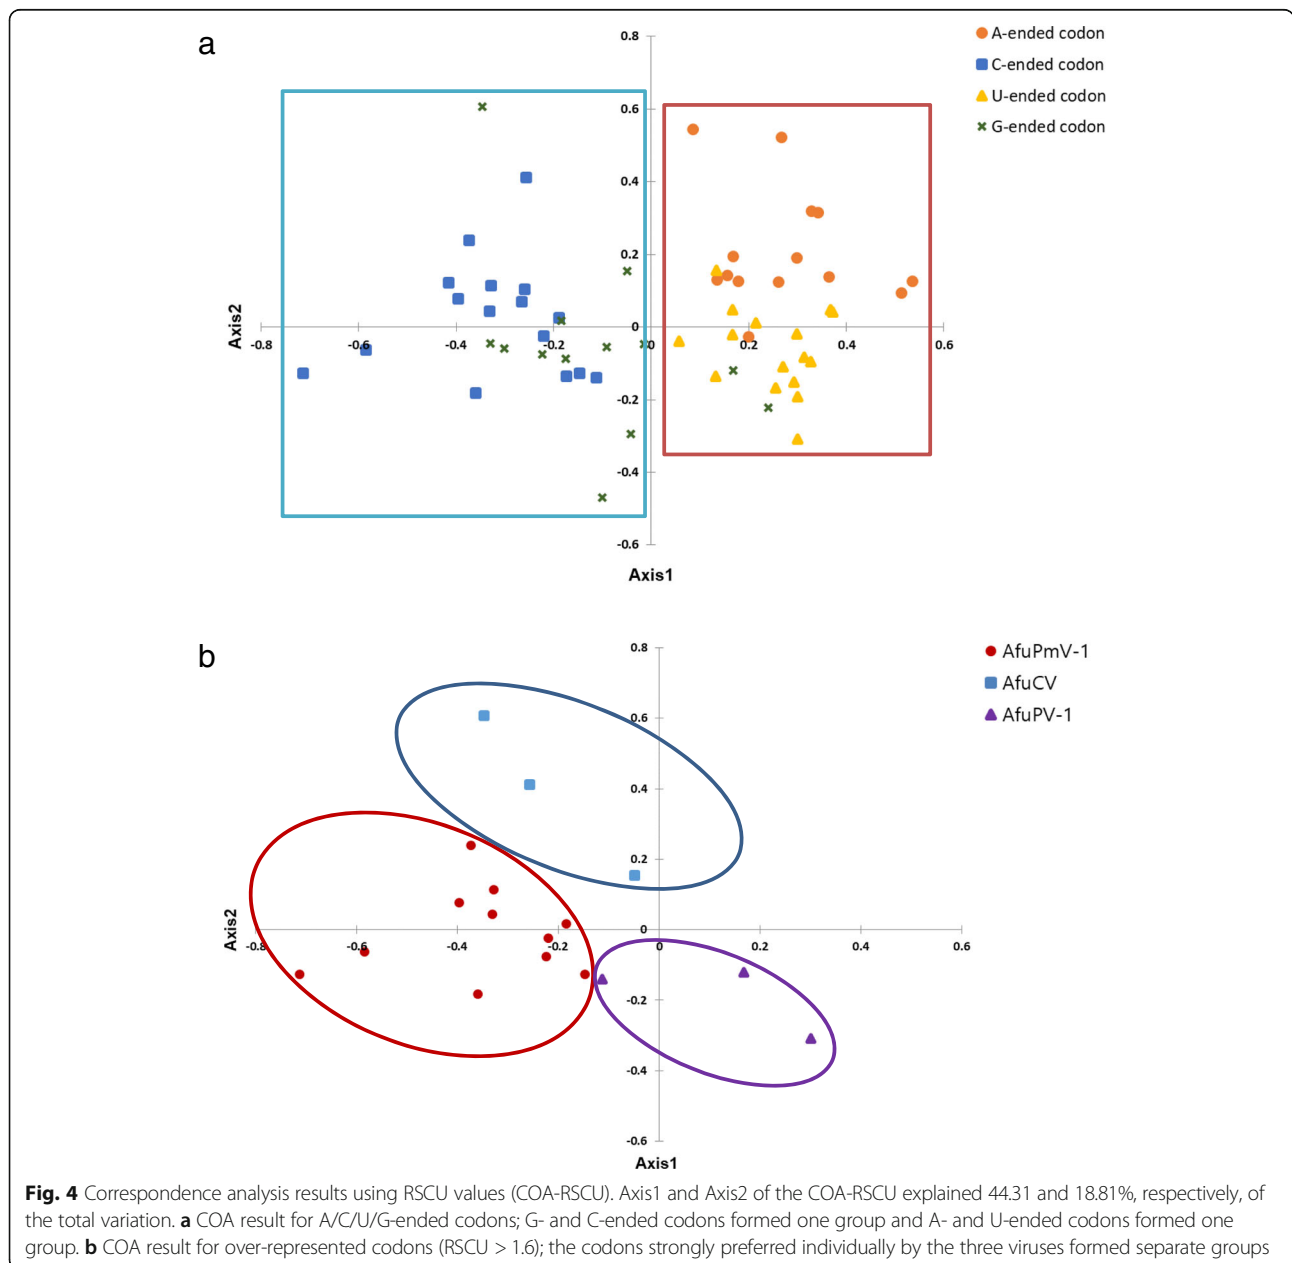 a
0.8
0.6
0.4
0.2
0
-0.2
-0.4
-0.6
-0.8
-0.6
-0.4
-0.2
0
0.2
0.4
0.6
Axis2
Axis1
A-ended codon
C-ended codon
U-ended codon
G-ended codon
b
0.8
0.6
0.4
0.2
0
-0.2
-0.4
-0.6
-0.8
-0.6
-0.4
-0.2
0
0.2
0.4
0.6
Axis2
Axis1
AfuPmV-1
AfuCV
AfuPV-1
Fig. 4 Correspondence analysis results using RSCU values (COA-RSCU). Axis1 and Axis2 of the COA-RSCU explained 44.31 and 18.81%, respectively, of
the total variation. a COA result for A/C/U/G-ended codons; G- and C-ended codons formed one group and A- and U-ended codons formed one
group. b COA result for over-represented codons (RSCU > 1.6); the codons strongly preferred individually by the three viruses formed separate groups